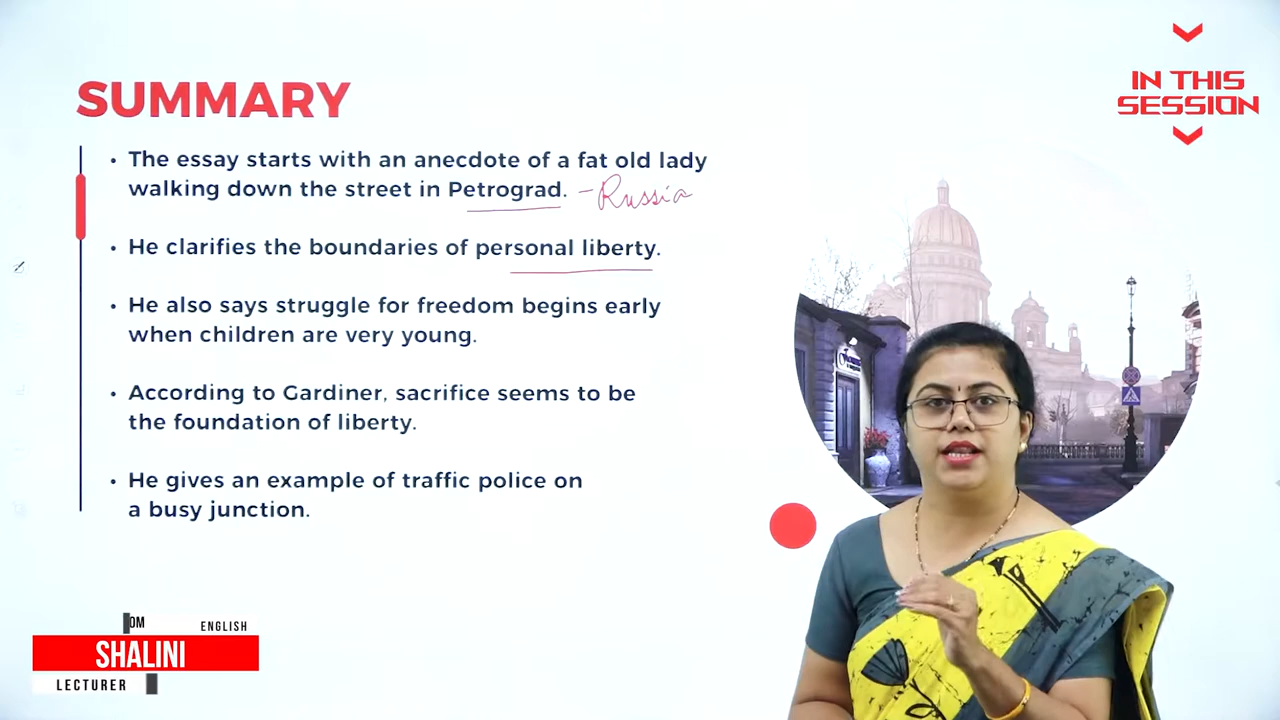 SUMMARY
IN THIS
SESSION
• The essay starts with an anecdote of a fat old lady
walking down the street in Petrograd. - Russia
• He clarifies the boundaries of personal liberty.
• He also says struggle for freedom begins early
when children are very young.
• According to Gardiner, sacrifice seems to be
the foundation of liberty.
• He gives an example of traffic police on
a busy junction.
OM
ENGLISH
SHALINI
LECTURER